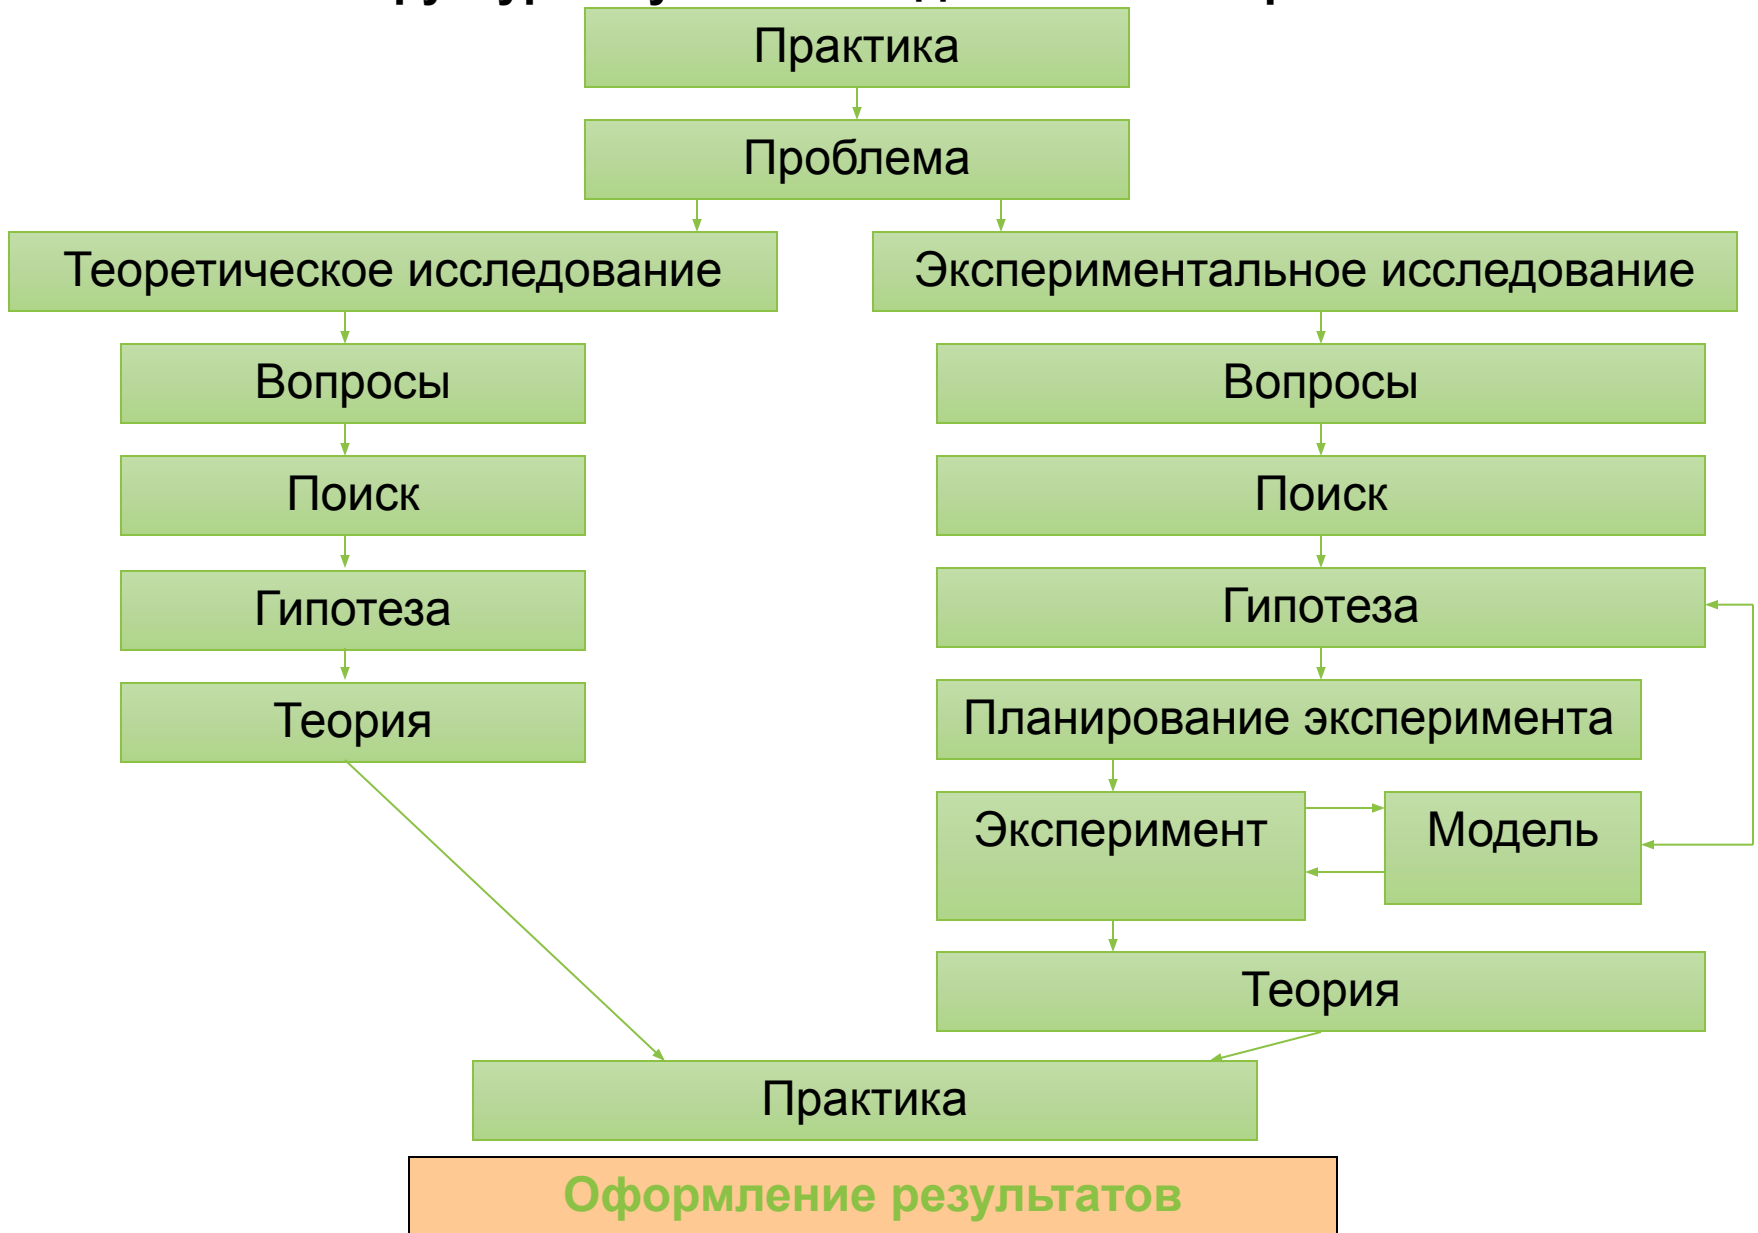 Практика
Проблема
Теоретическое исследование
Экспериментальное исследование
Вопросы
Вопросы
Поиск
Поиск
Гипотеза
Гипотеза
Теория
Планирование эксперимента
Эксперимент
Модель
Теория
Практика
Оформление результатов